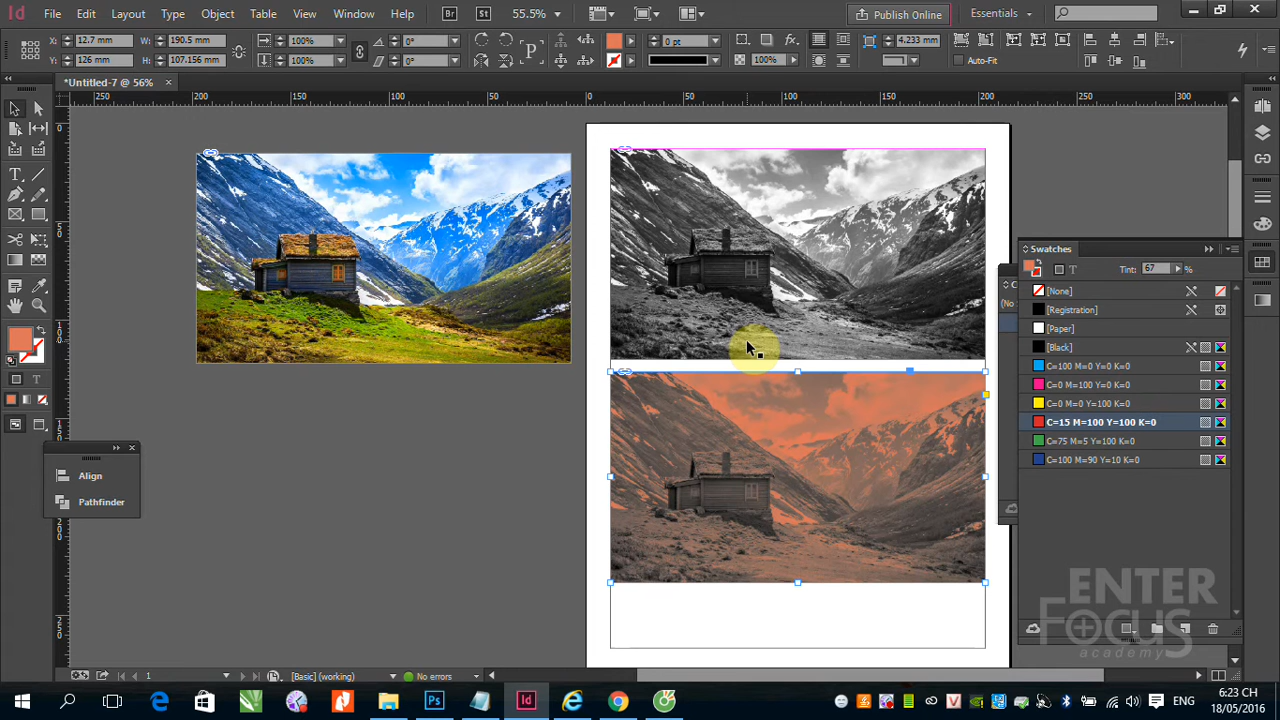 Id File Edit Layout Type Object Table View Window Help Br St 55.5% Publish Online Essentials
X: 12.7 mm W: 190.5 mm 100% 0° P 0 pt fx 4.233 mm
Y: 126 mm H: 107.156 mm 100% 0° 100% Auto-Fit
*Untitled-7 @ 56% ×
250 200 150 100 50 0 50 100 150 200 250 300
Swatches
T Tint: 67 %
[None]
[Registration]
[Paper]
[Black]
C=100 M=0 Y=0 K=0
C=0 M=100 Y=0 K=0
C=0 M=0 Y=100 K=0
C=15 M=100 Y=100 K=0
C=75 M=5 Y=100 K=0
C=100 M=90 Y=10 K=0
Align
Pathfinder
ENTER
Focus
academy
1 [Basic] (working) No errors
Ps Id ENG 6:23 CH
18/05/2016